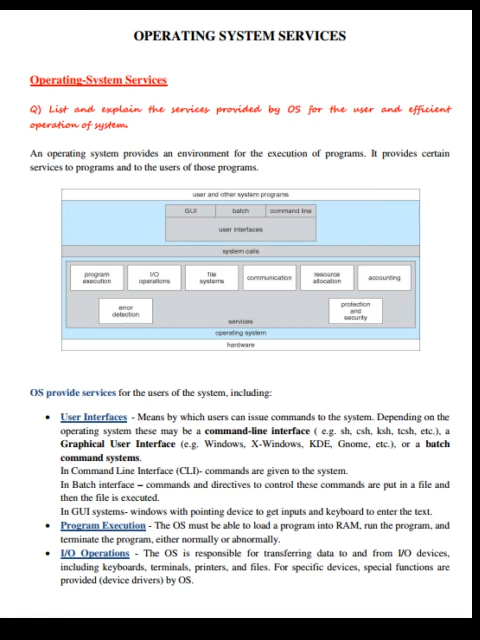 OPERATING SYSTEM SERVICES
Operating-System Services
Q) List and explain the services provided by OS for the user and efficient
operation of system.
An operating system provides an environment for the execution of programs. It provides certain
services to programs and to the users of those programs.
user and other system programs
GUI batch command line
user interfaces
system calls
program execution
I/O operations
file systems
communication
resource allocation
accounting
error detection
protection and security
services
operating system
hardware
OS provide services for the users of the system, including:
• User Interfaces - Means by which users can issue commands to the system. Depending on the
operating system these may be a command-line interface ( e.g. sh, csh, ksh, tcsh, etc.), a
Graphical User Interface (e.g. Windows, X-Windows, KDE, Gnome, etc.), or a batch
command systems.
In Command Line Interface (CLI)- commands are given to the system.
In Batch interface – commands and directives to control these commands are put in a file and
then the file is executed.
In GUI systems- windows with pointing device to get inputs and keyboard to enter the text.
• Program Execution - The OS must be able to load a program into RAM, run the program, and
terminate the program, either normally or abnormally.
• I/O Operations - The OS is responsible for transferring data to and from I/O devices,
including keyboards, terminals, printers, and files. For specific devices, special functions are
provided (device drivers) by OS.